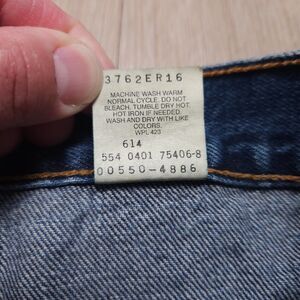 3762ER16
MACHINE WASH WARM
NORMAL CYCLE. DO NOT
BLEACH. TUMBLE DRY HOT.
HOT IRON IF NEEDED.
WASH AND DRY WITH LIKE
COLORS.
WPL 423
614
554 0401 75406-8
00550-4886